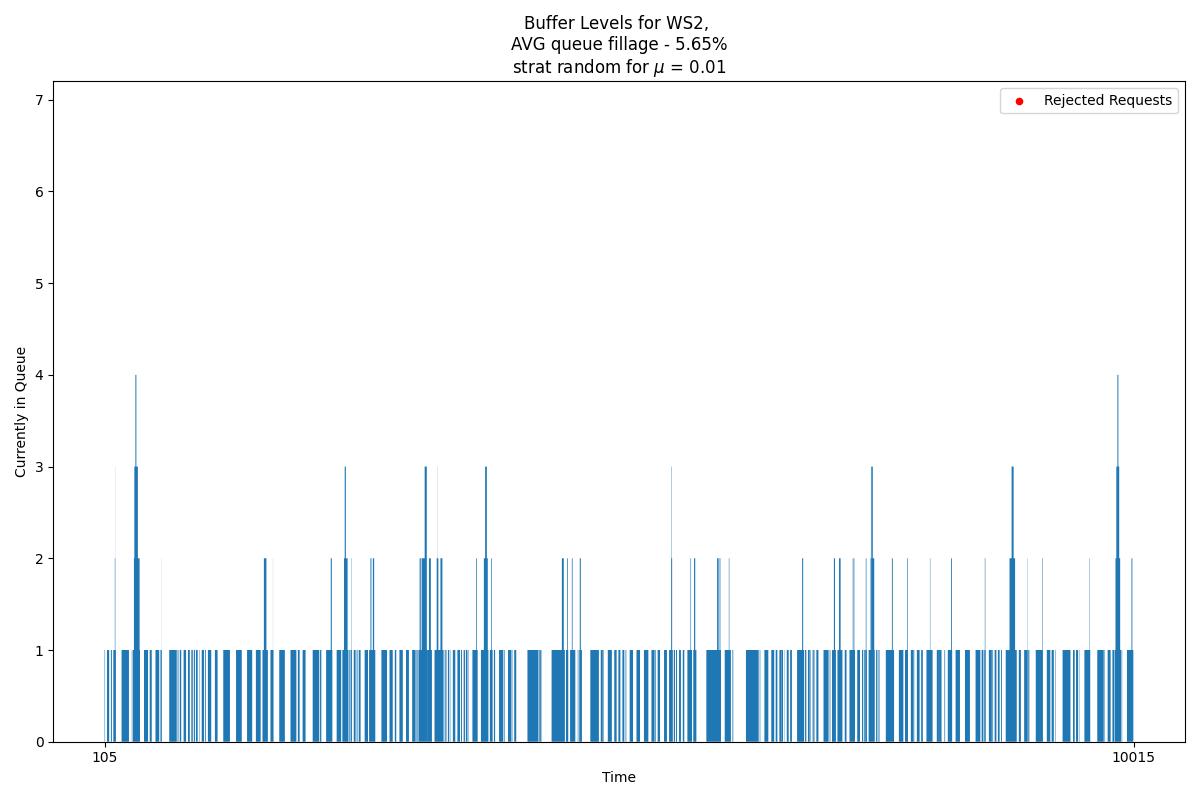 Buffer Levels for WS2,
AVG queue fillage - 5.65%
strat random for μ = 0.01
Rejected Requests
Currently in Queue
7
6
5
4
3
2
1
0
105
10015
Time